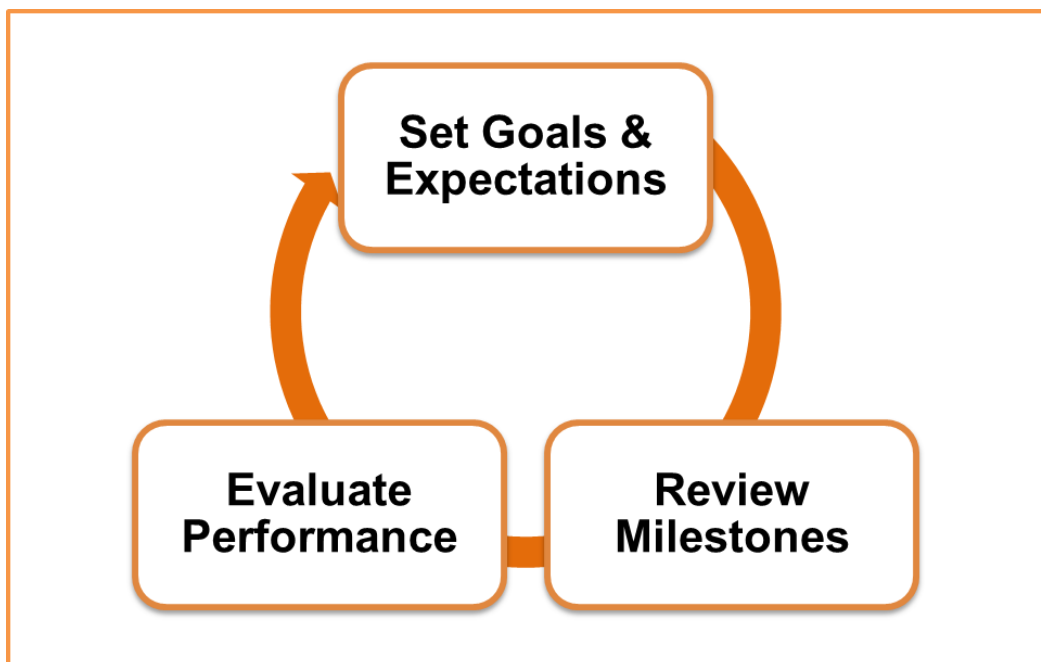 Set Goals &
Expectations
Review
Milestones
Evaluate
Performance